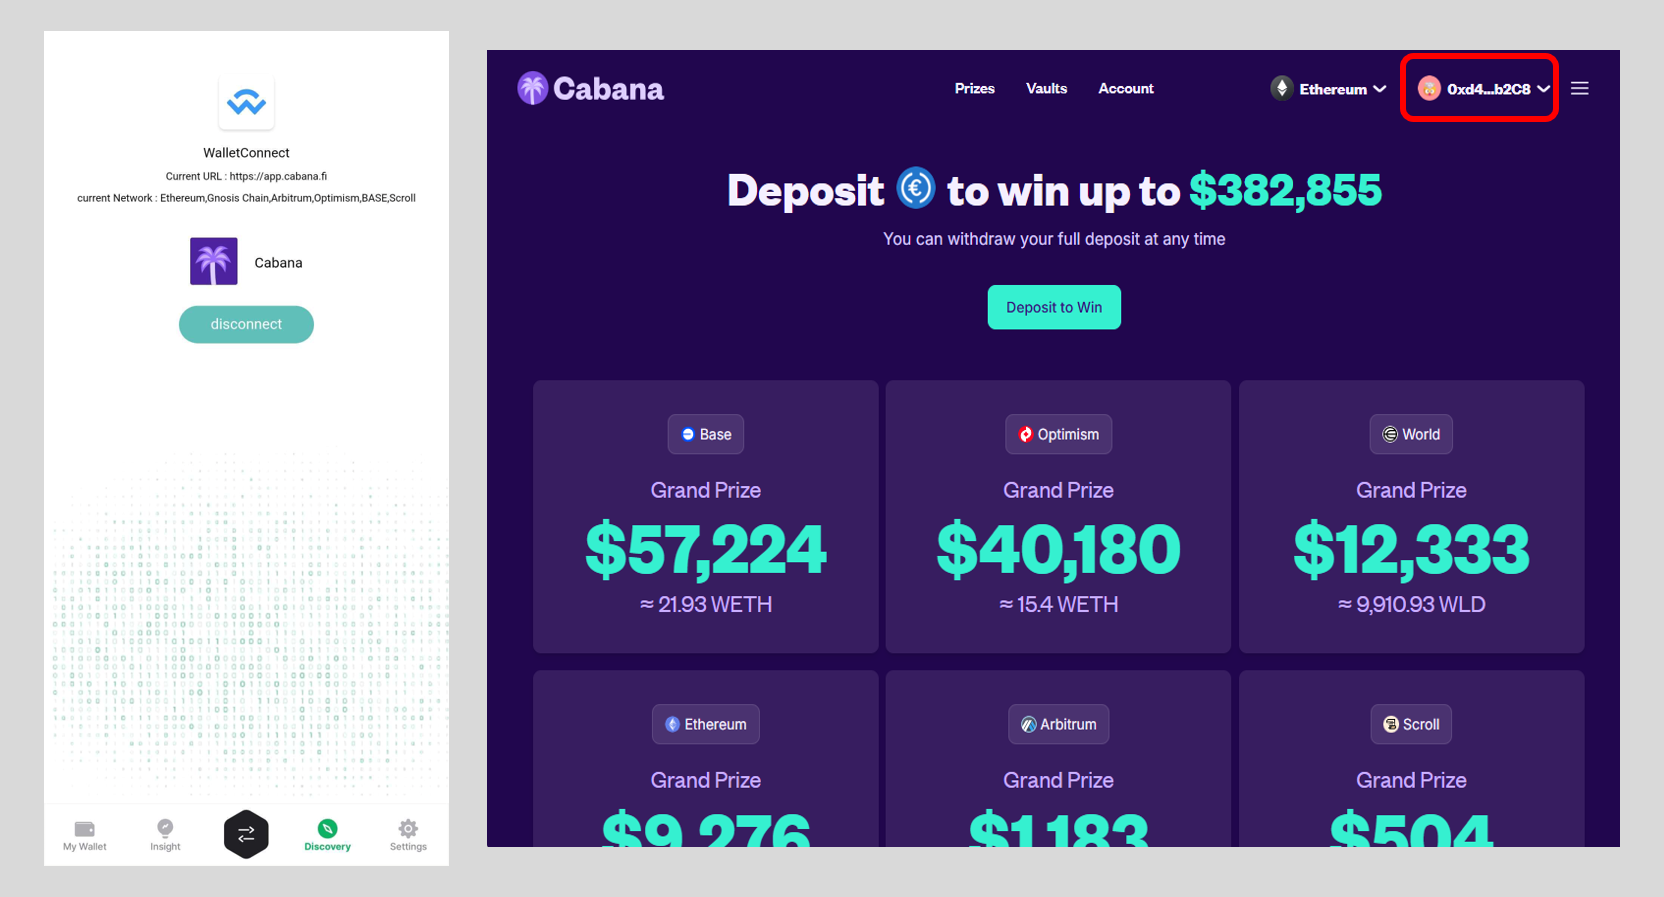 WalletConnect
Current URL : https://app.cabana.fi
current Network : Ethereum,Gnosis Chain,Arbitrum,Optimism,BASE,Scroll
Cabana
disconnect
My Wallet
Insight
Discovery
Settings
Cabana
Prizes
Vaults
Account
Ethereum
0xd4...b2C8
Deposit € to win up to $382,855
You can withdraw your full deposit at any time
Deposit to Win
Base
Grand Prize
$57,224
≈ 21.93 WETH
Optimism
Grand Prize
$40,180
≈ 15.4 WETH
World
Grand Prize
$12,333
≈ 9,910.93 WLD
Ethereum
Grand Prize
$9,276
Arbitrum
Grand Prize
$1,183
Scroll
Grand Prize
$504